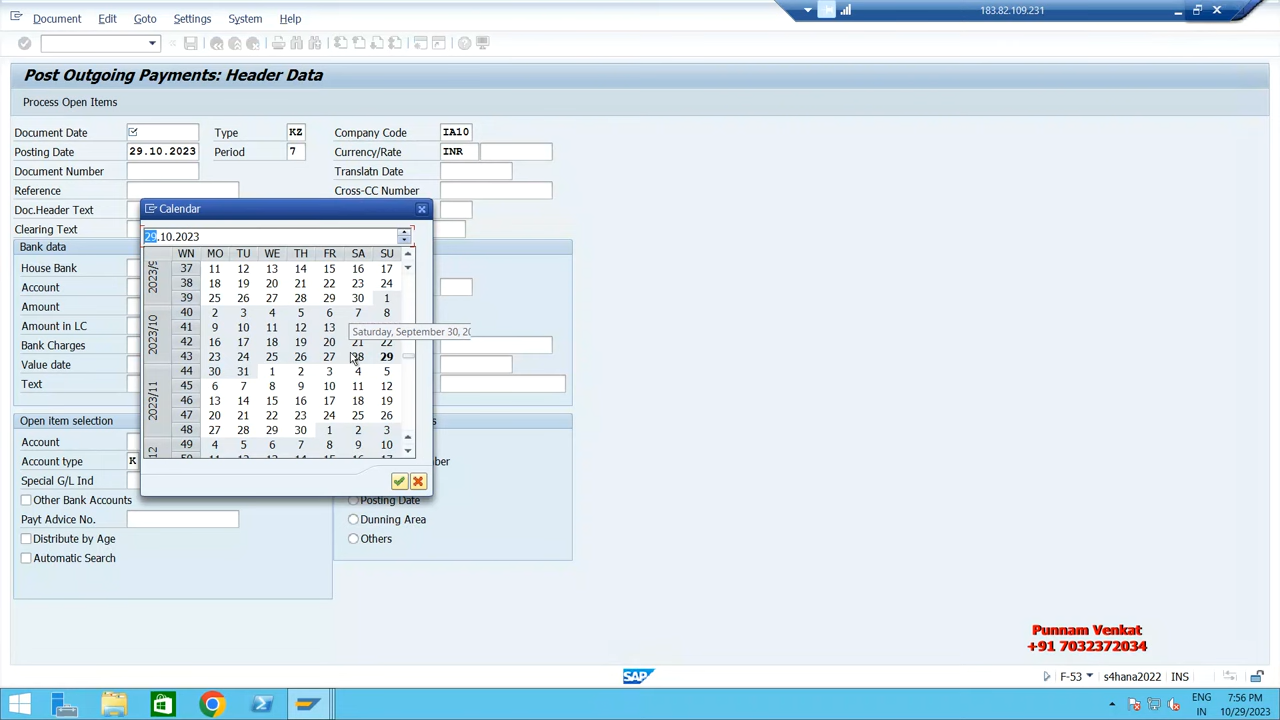 Document Edit Goto Settings System Help
183.82.109.231
Post Outgoing Payments: Header Data
Process Open Items
Document Date Type KZ Company Code IA10
Posting Date 29.10.2023 Period 7 Currency/Rate INR
Document Number Translatn Date
Reference Cross-CC Number
Doc.Header Text
Clearing Text
Calendar
29.10.2023
WN MO TU WE TH FR SA SU
2023/9
37 11 12 13 14 15 16 17
38 18 19 20 21 22 23 24
39 25 26 27 28 29 30 1
2023/10
40 2 3 4 5 6 7 8
41 9 10 11 12 13
Saturday, September 30, 20
42 16 17 18 19 20 21 22
43 23 24 25 26 27 28 29
44 30 31 1 2 3 4 5
2023/11
45 6 7 8 9 10 11 12
46 13 14 15 16 17 18 19
47 20 21 22 23 24 25 26
48 27 28 29 30 1 2 3
12
49 4 5 6 7 8 9 10
Bank data
House Bank
Account
Amount
Amount in LC
Bank Charges
Value date
Text
Open item selection
Account
Account type K
Special G/L Ind
Other Bank Accounts
Payt Advice No.
Distribute by Age
Automatic Search
Posting Date
Dunning Area
Others
Punnam Venkat
+91 7032372034
SAP
F-53 s4hana2022 INS
ENG
IN
7:56 PM
10/29/2023